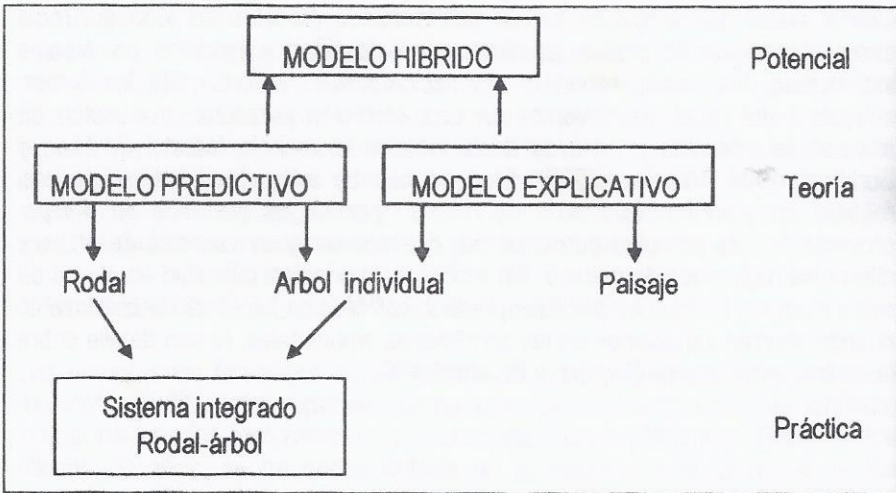 MODELO HIBRIDO
Potencial
MODELO PREDICTIVO
MODELO EXPLICATIVO
Teoría
Rodal
Arbol individual
Paisaje
Sistema integrado
Rodal-árbol
Práctica